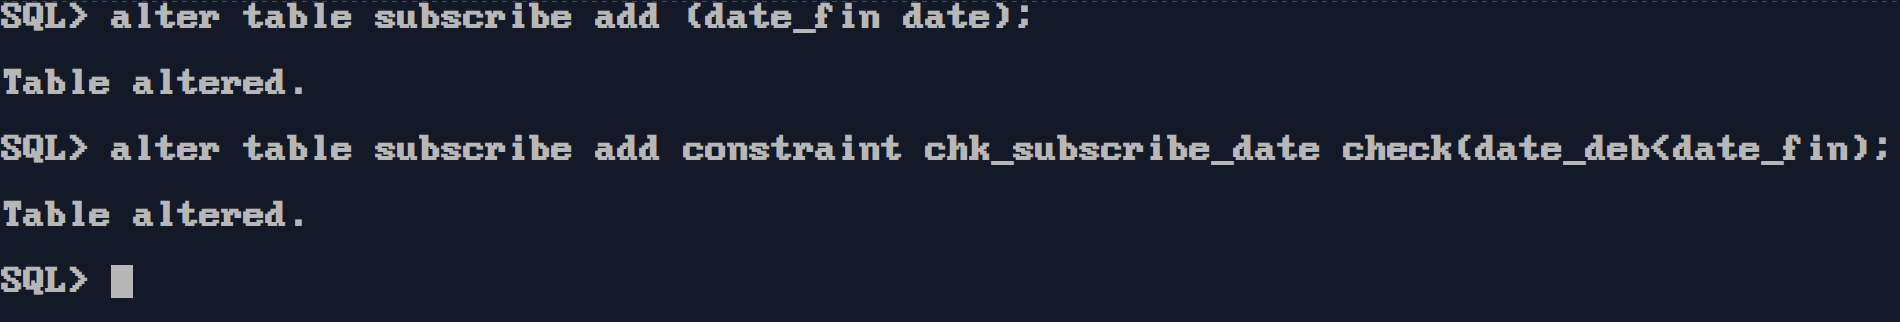 SQL> alter table subscribe add (date_fin date);
Table altered.
SQL> alter table subscribe add constraint chk_subscribe_date check(date_deb<date_fin);
Table altered.
SQL>